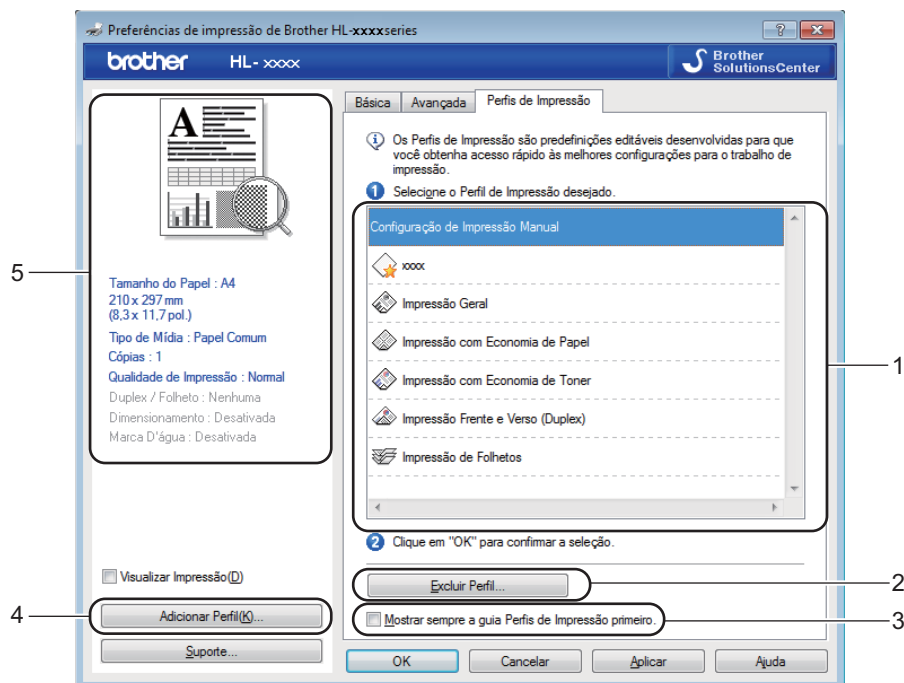 Preferências de impressão de Brother HL-xxxxseries
brother HL- xxxx
Brother
SolutionsCenter
Básica Avançada Perfis de Impressão
Os Perfis de Impressão são predefinições editáveis desenvolvidas para que
você obtenha acesso rápido às melhores configurações para o trabalho de
impressão.
1 Selecione o Perfil de Impressão desejado.
Configuração de Impressão Manual
xxxx
Impressão Geral
Impressão com Economia de Papel
Impressão com Economia de Toner
Impressão Frente e Verso (Duplex)
Impressão de Folhetos
1
2 Clique em "OK" para confirmar a seleção.
Excluir Perfil...
2
Mostrar sempre a guia Perfis de Impressão primeiro.
3
A
5
Tamanho do Papel : A4
210 x 297 mm
(8,3 x 11,7 pol.)
Tipo de Mídia : Papel Comum
Cópias : 1
Qualidade de Impressão : Normal
Duplex / Folheto : Nenhuma
Dimensionamento : Desativada
Marca D'água : Desativada
Visualizar Impressão(D)
4
Adicionar Perfil(K)...
Suporte...
OK Cancelar Aplicar Ajuda